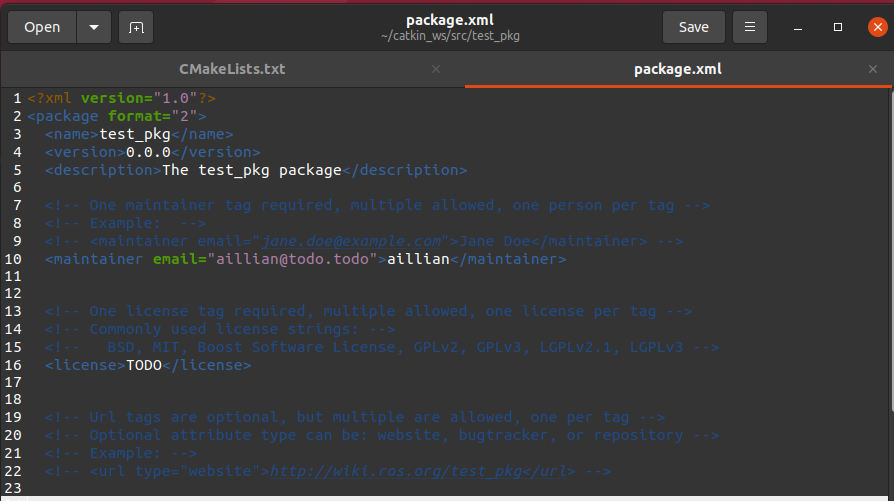 Open
package.xml
~/catkin_ws/src/test_pkg
Save
CMakeLists.txt
package.xml
1 <?xml version="1.0"?>
2 <package format="2">
3   <name>test_pkg</name>
4   <version>0.0.0</version>
5   <description>The test_pkg package</description>
6
7   <!-- One maintainer tag required, multiple allowed, one person per tag -->
8   <!-- Example:  -->
9   <!-- <maintainer email="jane.doe@example.com">Jane Doe</maintainer> -->
10   <maintainer email="aillian@todo.todo">aillian</maintainer>
11
12
13   <!-- One license tag required, multiple allowed, one license per tag -->
14   <!-- Commonly used license strings: -->
15   <!--   BSD, MIT, Boost Software License, GPLv2, GPLv3, LGPLv2.1, LGPLv3 -->
16   <license>TODO</license>
17
18
19   <!-- Url tags are optional, but multiple are allowed, one per tag -->
20   <!-- Optional attribute type can be: website, bugtracker, or repository -->
21   <!-- Example: -->
22   <!-- <url type="website">http://wiki.ros.org/test_pkg</url> -->
23